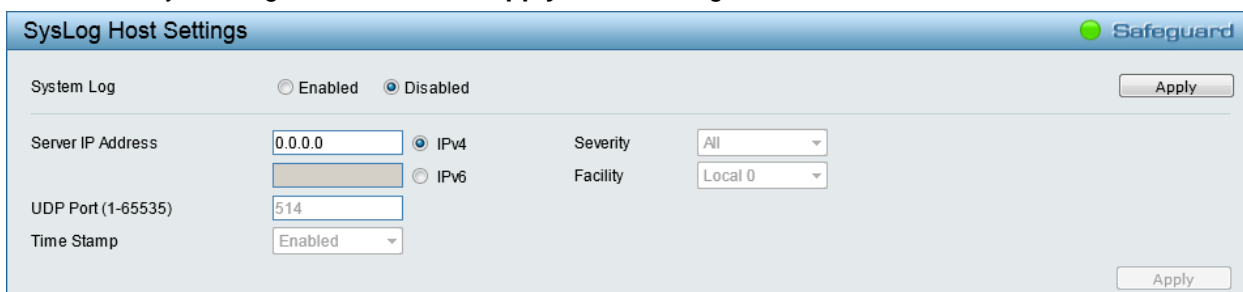 SysLog Host Settings Safeguard
System Log Enabled Disabled Apply
Server IP Address 0.0.0.0 IPv4 Severity All
IPv6 Facility Local 0
UDP Port (1-65535) 514
Time Stamp Enabled
Apply